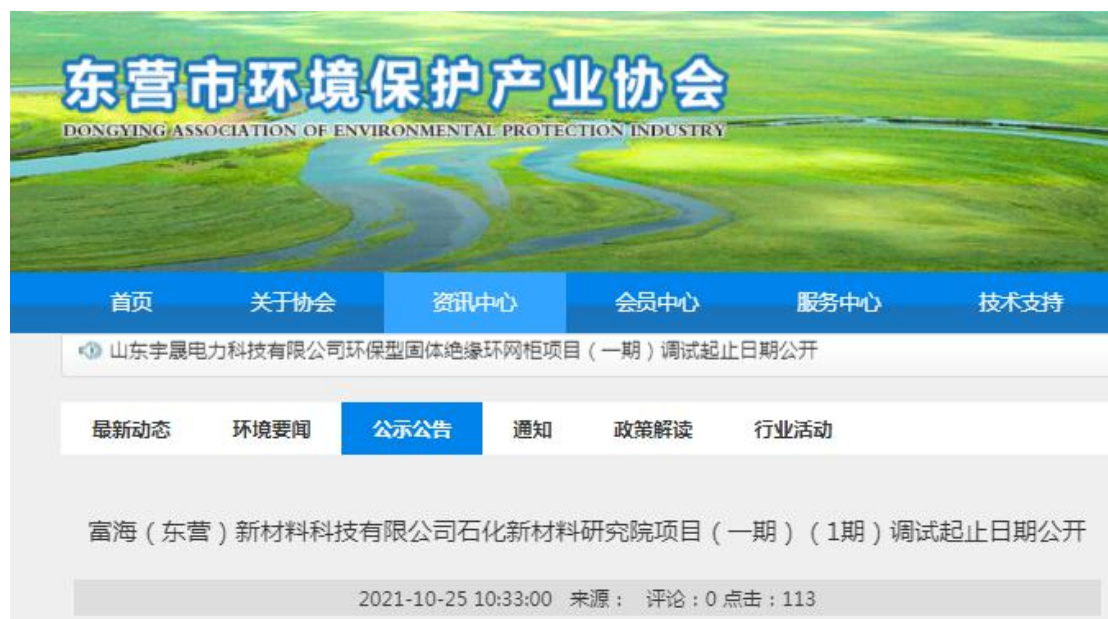 东营市环境保护产业协会
DONGYING ASSOCIATION OF ENVIRONMENTAL PROTECTION INDUSTRY
首页 关于协会 资讯中心 会员中心 服务中心 技术支持
山东宇晟电力科技有限公司环保型固体绝缘环网柜项目（一期）调试起止日期公开
最新动态 环境要闻 公示公告 通知 政策解读 行业活动
富海（东营）新材料科技有限公司石化新材料研究院项目（一期）（1期）调试起止日期公开
2021-10-25 10:33:00 来源： 评论：0 点击：113